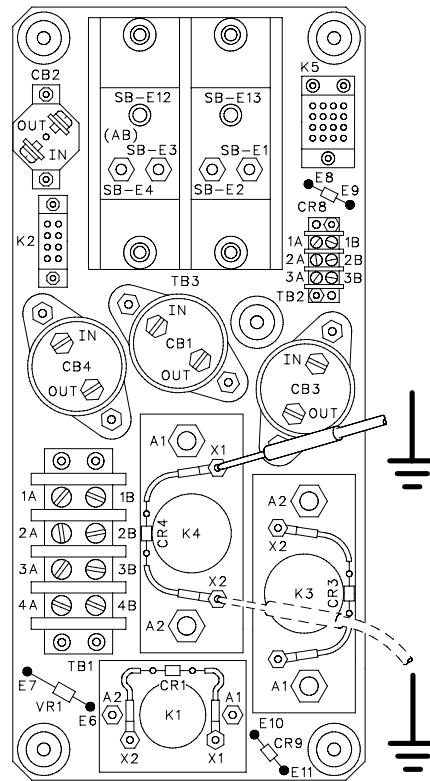 CB2
K5
SB-E12
SB-E13
OUT
(AB)
SB-E3
SB-E1
IN
SB-E4
SB-E2
E8
E9
CR8
K2
1A
1B
2A
2B
3A
3B
TB3
TB2
IN
IN
CB1
OUT
CB4
IN
OUT
CB3
OUT
A1
X1
1A
1B
A2
2A
2B
CR4
K4
X2
3A
3B
X2
K3
CR3
4A
4B
A2
TB1
X1
E7
A2
CR1
A1
A1
VR1
E6
K1
E10
X2
X1
CR9
E11